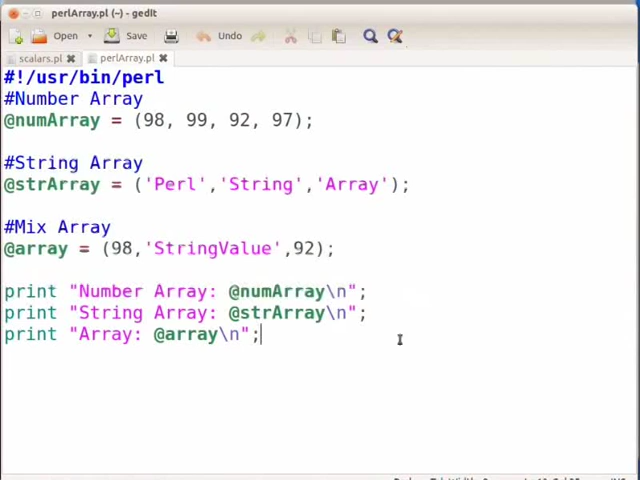 perlArray.pl (~) - gedit
Open Save Undo
scalars.pl perlArray.pl
#!/usr/bin/perl
#Number Array
@numArray = (98, 99, 92, 97);
#String Array
@strArray = ('Perl','String','Array');
#Mix Array
@array = (98,'StringValue',92);
print "Number Array: @numArray\n";
print "String Array: @strArray\n";
print "Array: @array\n";